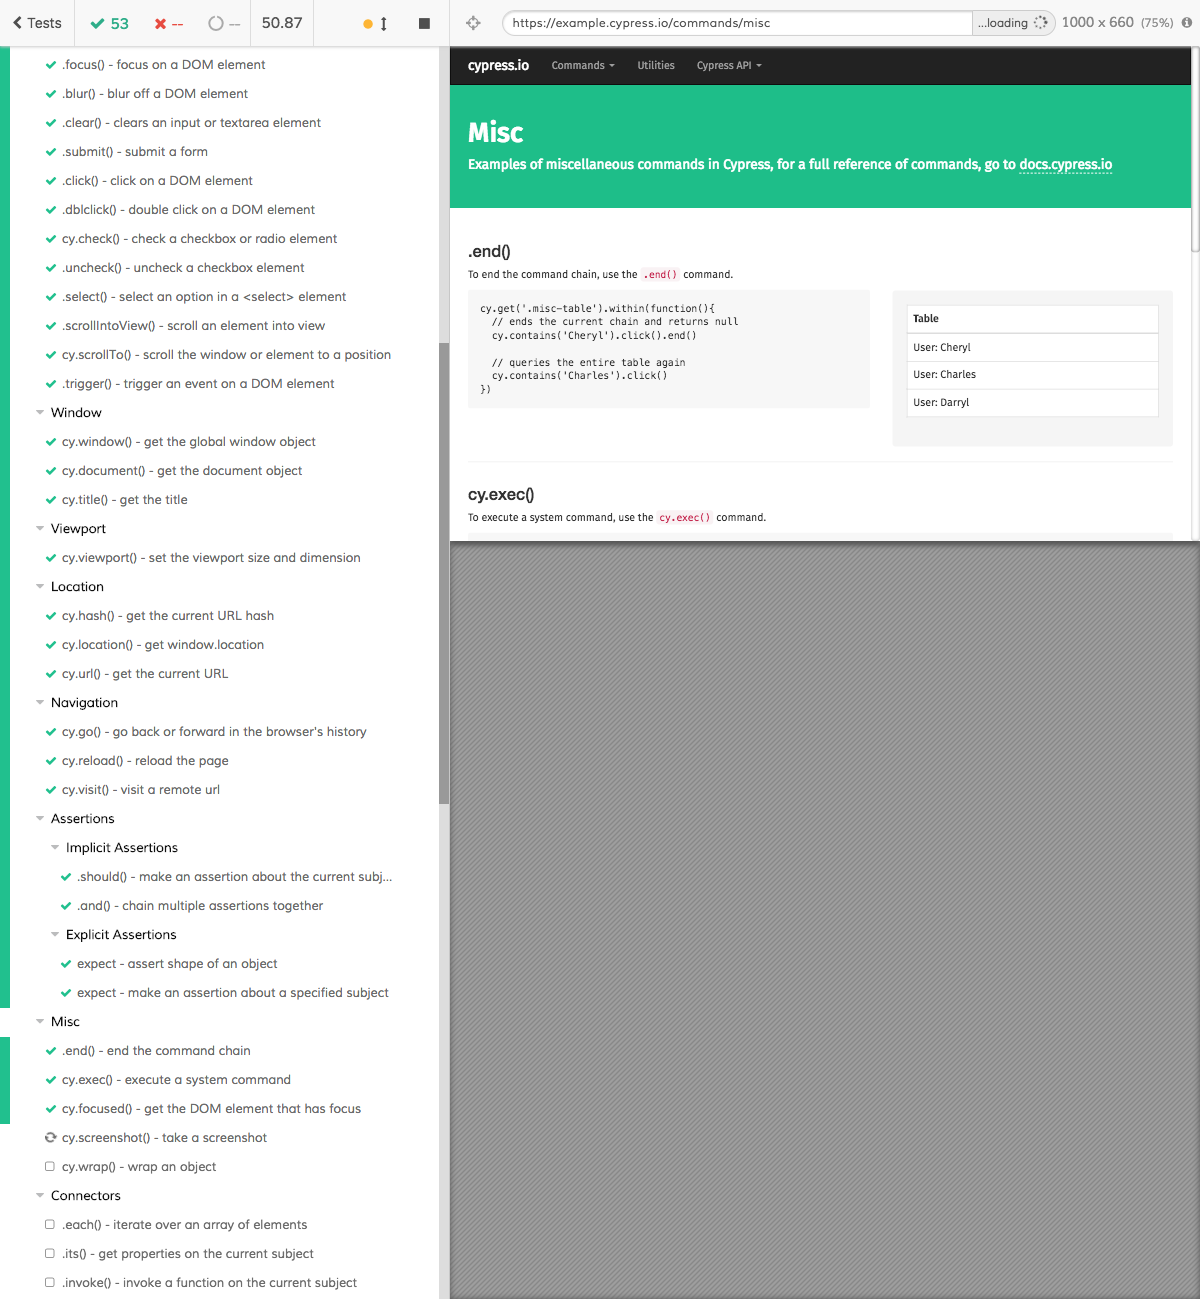 Tests
53
--
--
50.87
https://example.cypress.io/commands/misc
...loading
1000 x 660 (75%)
.focus() - focus on a DOM element
.blur() - blur off a DOM element
.clear() - clears an input or textarea element
.submit() - submit a form
.click() - click on a DOM element
.dblclick() - double click on a DOM element
cy.check() - check a checkbox or radio element
.uncheck() - uncheck a checkbox element
.select() - select an option in a <select> element
.scrollIntoView() - scroll an element into view
cy.scrollTo() - scroll the window or element to a position
.trigger() - trigger an event on a DOM element
Window
cy.window() - get the global window object
cy.document() - get the document object
cy.title() - get the title
Viewport
cy.viewport() - set the viewport size and dimension
Location
cy.hash() - get the current URL hash
cy.location() - get window.location
cy.url() - get the current URL
Navigation
cy.go() - go back or forward in the browser's history
cy.reload() - reload the page
cy.visit() - visit a remote url
Assertions
Implicit Assertions
.should() - make an assertion about the current subj...
.and() - chain multiple assertions together
Explicit Assertions
expect - assert shape of an object
expect - make an assertion about a specified subject
Misc
.end() - end the command chain
cy.exec() - execute a system command
cy.focused() - get the DOM element that has focus
cy.screenshot() - take a screenshot
cy.wrap() - wrap an object
Connectors
.each() - iterate over an array of elements
.its() - get properties on the current subject
.invoke() - invoke a function on the current subject
cypress.io
Commands
Utilities
Cypress API
Misc
Examples of miscellaneous commands in Cypress, for a full reference of commands, go to docs.cypress.io
.end()
To end the command chain, use the .end() command.
cy.get('.misc-table').within(function(){
// ends the current chain and returns null
cy.contains('Cheryl').click().end()
// queries the entire table again
cy.contains('Charles').click()
})
Table
User: Cheryl
User: Charles
User: Darryl
cy.exec()
To execute a system command, use the cy.exec() command.